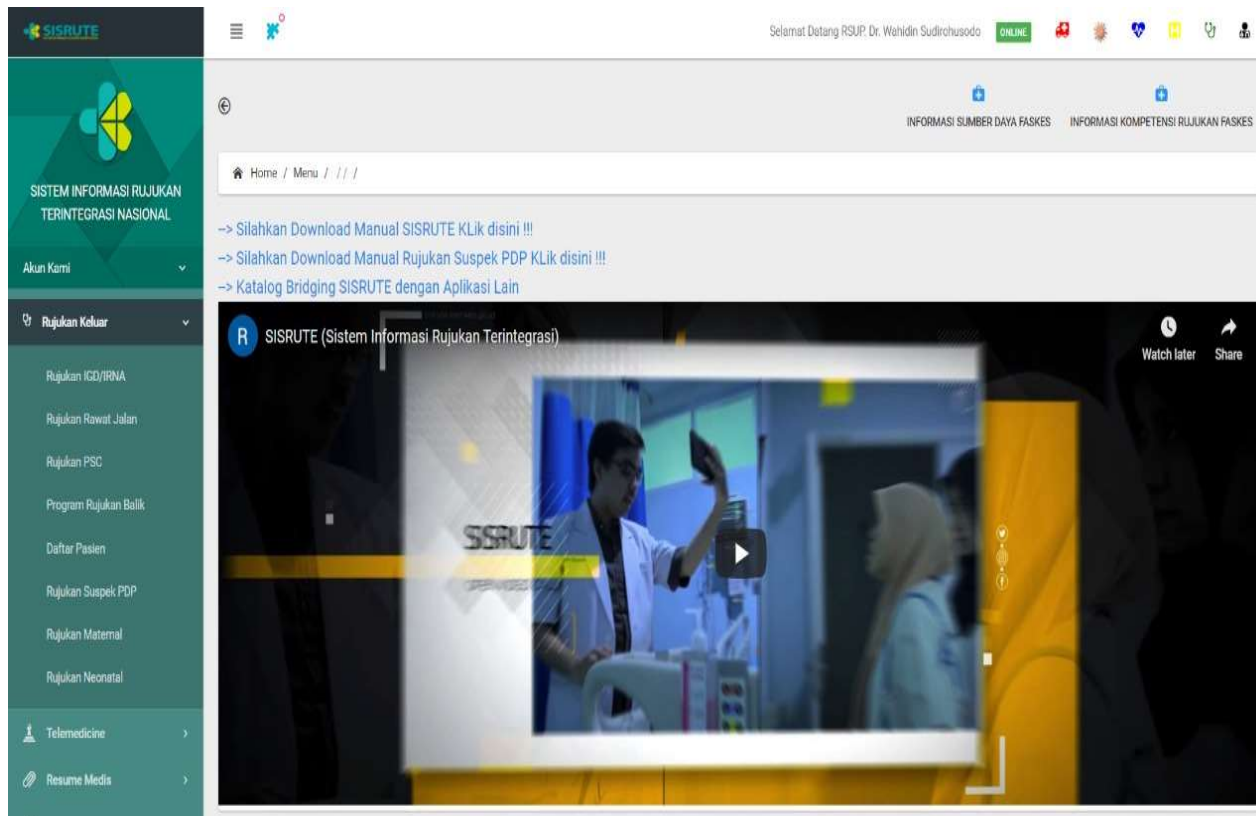 SISRUTE
Selamat Datang RSUP. Dr. Wahidin Sudirohusodo
ONLINE
SISTEM INFORMASI RUJUKAN
TERINTEGRASI NASIONAL
INFORMASI SUMBER DAYA FASKES
INFORMASI KOMPETENSI RUJUKAN FASKES
Home / Menu / / / /
Akun Kami
Rujukan Keluar
Rujukan IGD/IRNA
Rujukan Rawat Jalan
Rujukan PSC
Program Rujukan Balik
Daftar Pasien
Rujukan Suspek PDP
Rujukan Maternal
Rujukan Neonatal
Telemedicine
Resume Medis
--> Silahkan Download Manual SISRUTE KLik disini !!!
--> Silahkan Download Manual Rujukan Suspek PDP KLik disini !!!
--> Katalog Bridging SISRUTE dengan Aplikasi Lain
R
SISRUTE (Sistem Informasi Rujukan Terintegrasi)
Watch later
Share
SISRUTE